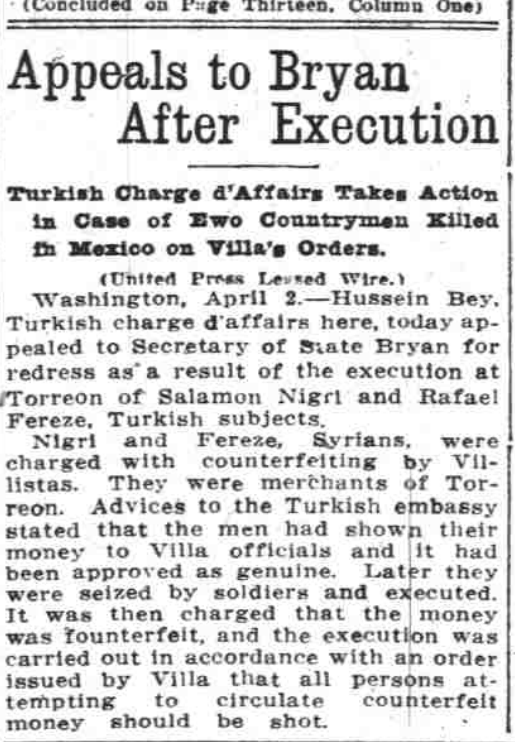 (Concluded on Page Thirteen, Column One)
Appeals to Bryan
After Execution
Turkish Charge d'Affairs Takes Action
in Case of Ewo Countrymen Killed
in Mexico on Villa's Orders.
(United Press Leased Wire.)
Washington, April 2.—Hussein Bey,
Turkish charge d'affairs here, today ap-
pealed to Secretary of State Bryan for
redress as a result of the execution at
Torreon of Salamon Nigri and Rafael
Fereze, Turkish subjects.
Nigri and Fereze, Syrians, were
charged with counterfeiting by Vil-
listas. They were merchants of Tor-
reon. Advices to the Turkish embassy
stated that the men had shown their
money to Villa officials and it had
been approved as genuine. Later they
were seized by soldiers and executed.
It was then charged that the money
was counterfeit, and the execution was
carried out in accordance with an order
issued by Villa that all persons at-
tempting to circulate counterfeit
money should be shot.